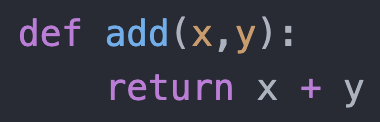 def add(x,y):
    return x + y